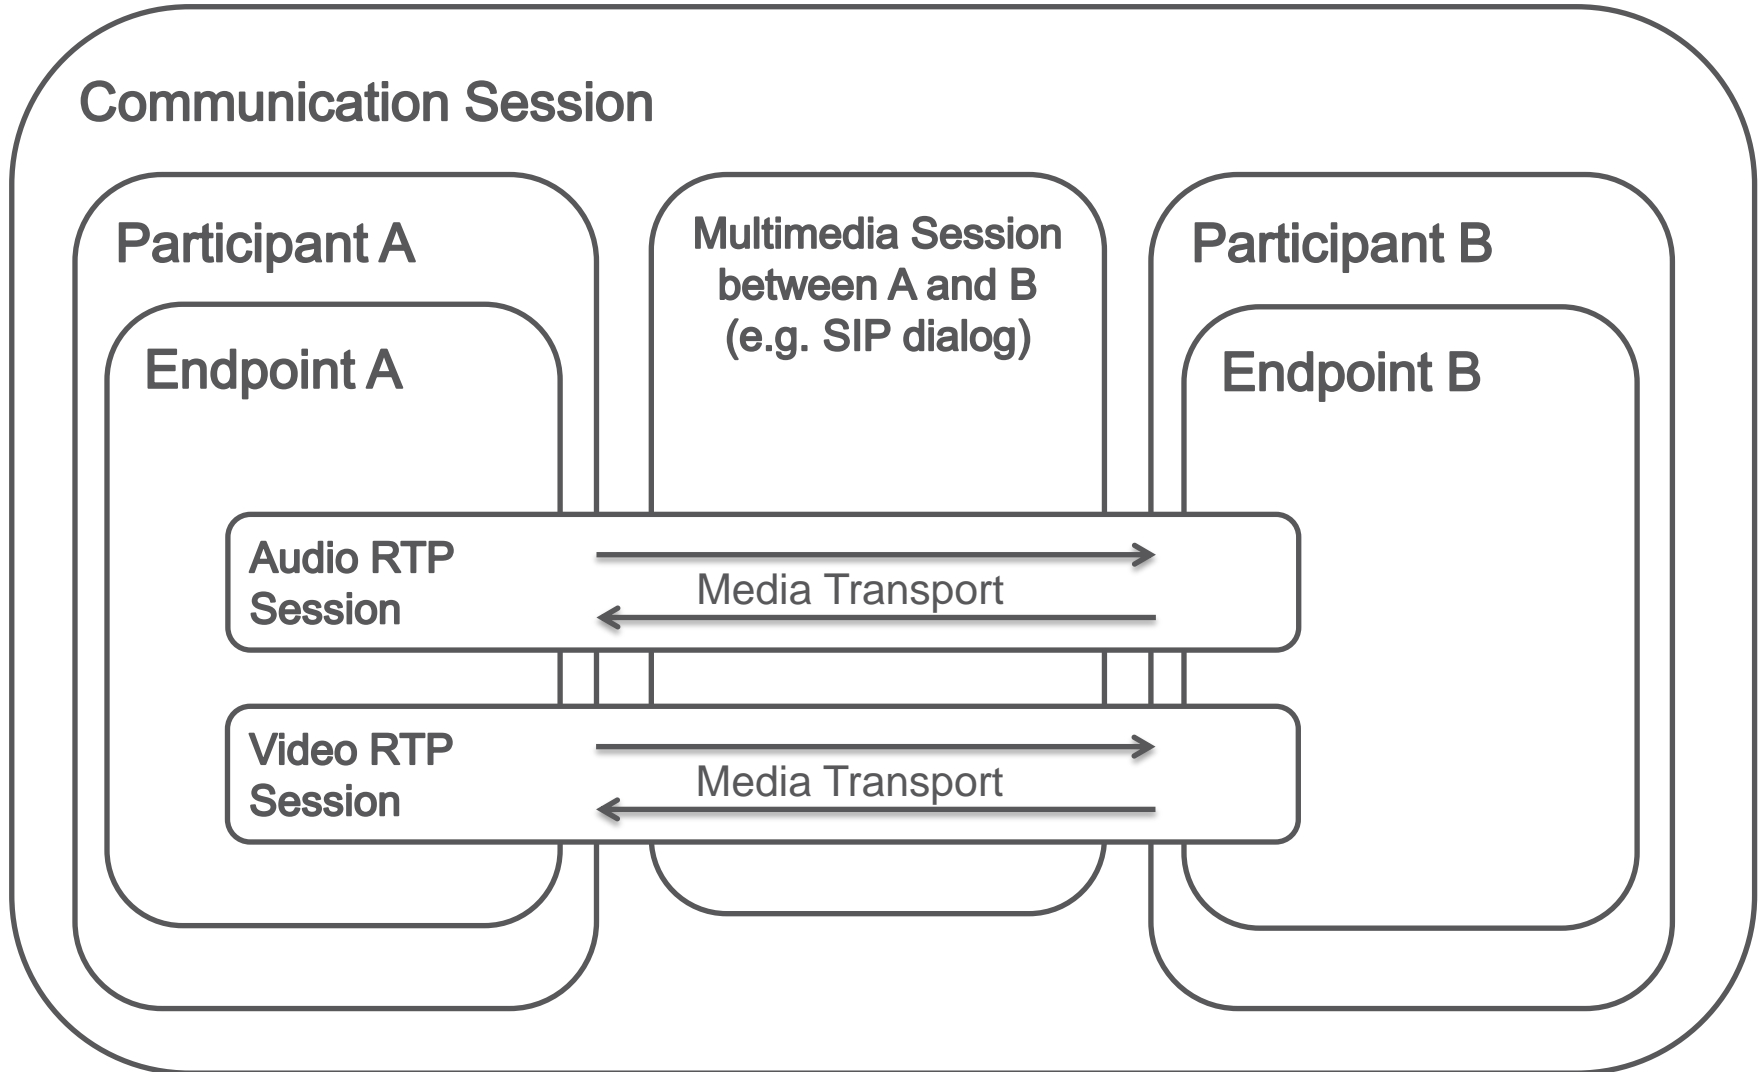 Communication Session
Participant A
Endpoint A
Multimedia Session
between A and B
(e.g. SIP dialog)
Participant B
Endpoint B
Audio RTP
Session
Media Transport
Video RTP
Session
Media Transport